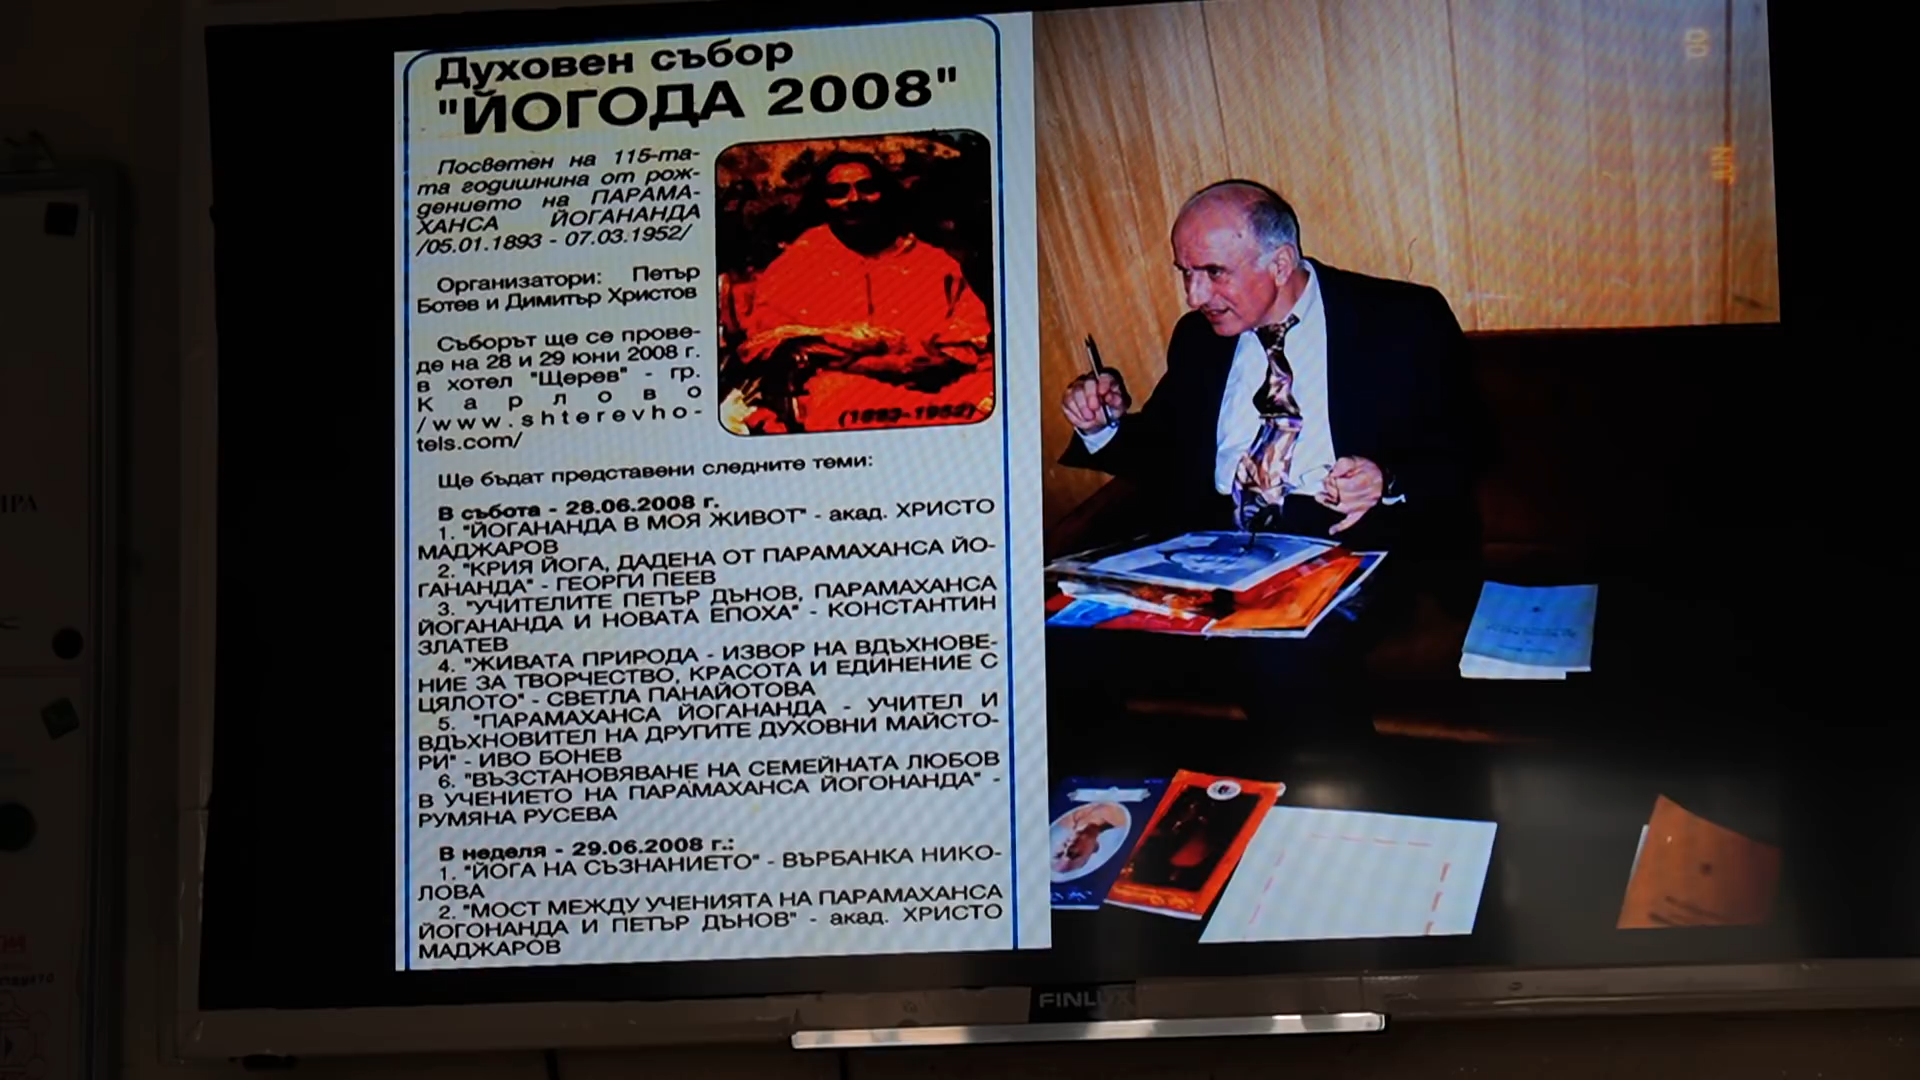 Духовен събор
"ЙОГОДА 2008"
Посветен на 115-та-
та годишнина от рож-
дението на ПАРАМА-
ХАНСА ЙОГАНАНДА
/05.01.1893 - 07.03.1952/
Организатори: Петър
Ботев и Димитър Христов
Съборът ще се прове-
де на 28 и 29 юни 2008 г.
в хотел "Щерев" - гр.
Карлово
/www.shterevho-
tels.com/
(1893-1952)
Ще бъдат представени следните теми:
В събота - 28.06.2008 г.
1. "ЙОГАНАНДА В МОЯ ЖИВОТ" - акад. ХРИСТО
МАДЖАРОВ
2. "КРИЯ ЙОГА, ДАДЕНА ОТ ПАРАМАХАНСА ЙО-
ГАНАНДА" - ГЕОРГИ ПЕЕВ
3. "УЧИТЕЛИТЕ ПЕТЪР ДЪНОВ, ПАРАМАХАНСА
ЙОГАНАНДА И НОВАТА ЕПОХА" - КОНСТАНТИН
ЗЛАТЕВ
4. "ЖИВАТА ПРИРОДА - ИЗВОР НА ВДЪХНОВЕ-
НИЕ ЗА ТВОРЧЕСТВО, КРАСОТА И ЕДИНЕНИЕ С
ЦЯЛОТО" - СВЕТЛА ПАНАЙОТОВА
5. "ПАРАМАХАНСА ЙОГАНАНДА - УЧИТЕЛ И
ВДЪХНОВИТЕЛ НА ДРУГИТЕ ДУХОВНИ МАЙСТО-
РИ" - ИВО БОНЕВ
6. "ВЪЗСТАНОВЯВАНЕ НА СЕМЕЙНАТА ЛЮБОВ
В УЧЕНИЕТО НА ПАРАМАХАНСА ЙОГОНАНДА" -
РУМЯНА РУСЕВА
В неделя - 29.06.2008 г.:
1. "ЙОГА НА СЪЗНАНИЕТО" - ВЪРБАНКА НИКО-
ЛОВА
2. "МОСТ МЕЖДУ УЧЕНИЯТА НА ПАРАМАХАНСА
ЙОГОНАНДА И ПЕТЪР ДЪНОВ" - акад. ХРИСТО
МАДЖАРОВ
JUN
FINLUX